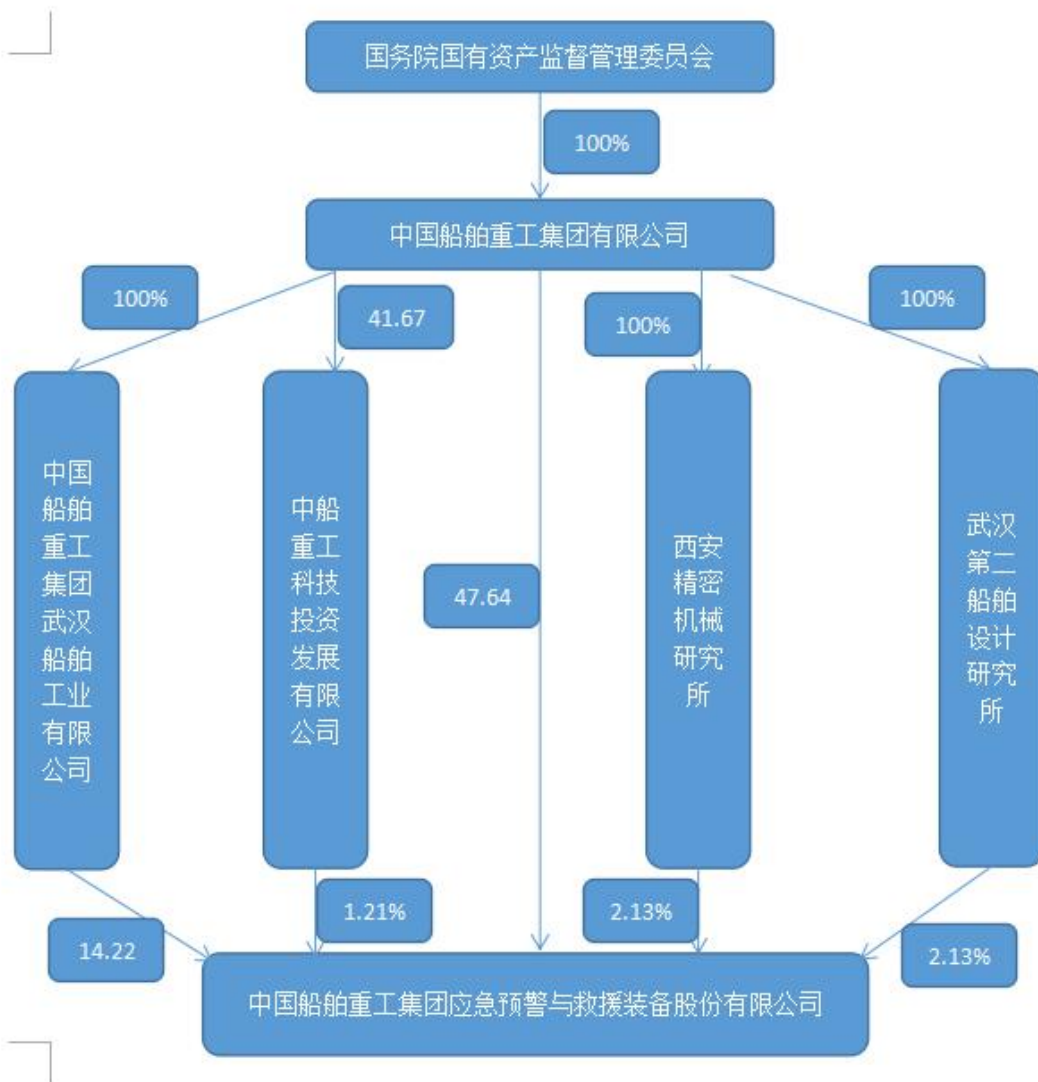 国务院国有资产监督管理委员会
100%
中国船舶重工集团有限公司
100%
41.67
100%
100%
中国
船舶
重工
集团
武汉
船舶
工业
有限
公司
中船
重工
科技
投资
发展
有限
公司
47.64
西安
精密
机械
研究
所
武汉
第二
船舶
设计
研究
所
14.22
1.21%
2.13%
2.13%
中国船舶重工集团应急预警与救援装备股份有限公司